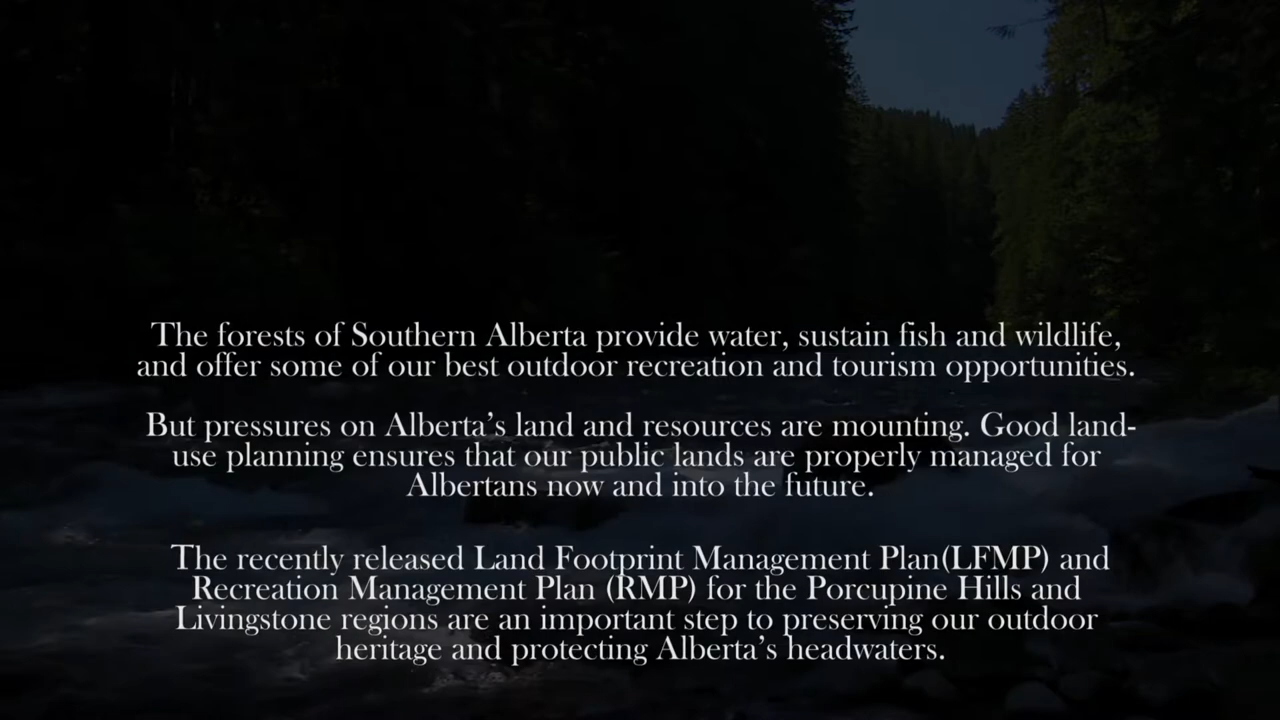 The forests of Southern Alberta provide water, sustain fish and wildlife,
and offer some of our best outdoor recreation and tourism opportunities.
But pressures on Alberta’s land and resources are mounting. Good land-
use planning ensures that our public lands are properly managed for
Albertans now and into the future.
The recently released Land Footprint Management Plan(LFMP) and
Recreation Management Plan (RMP) for the Porcupine Hills and
Livingstone regions are an important step to preserving our outdoor
heritage and protecting Alberta’s headwaters.